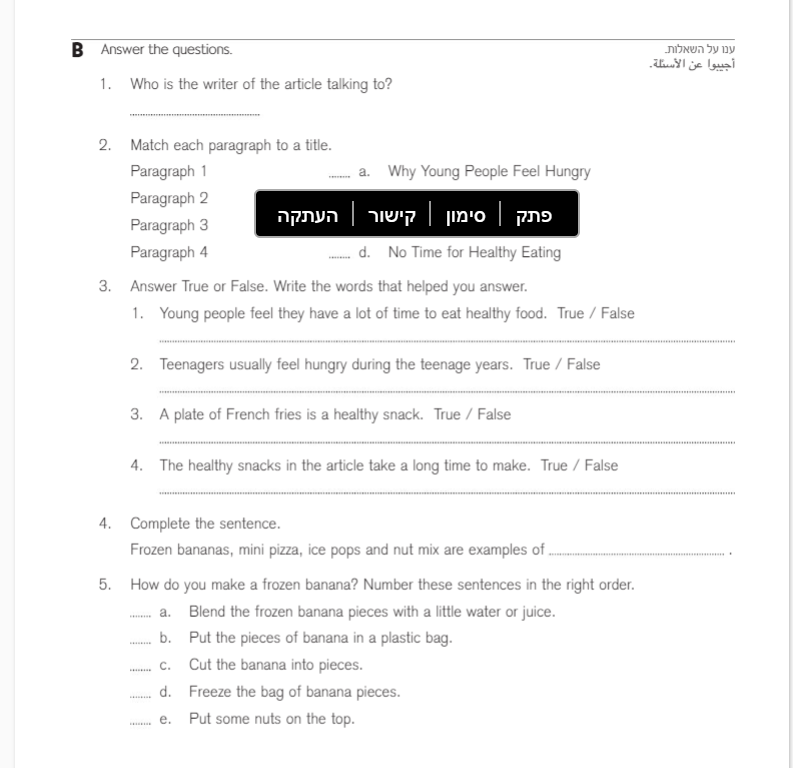 B Answer the questions.
ענו על השאלות.
أجيبوا عن الأسئلة.
1. Who is the writer of the article talking to?
2. Match each paragraph to a title.
Paragraph 1 ........ a. Why Young People Feel Hungry
Paragraph 2
העתקה | קישור | סימון | פתק
Paragraph 3
Paragraph 4 ........ d. No Time for Healthy Eating
3. Answer True or False. Write the words that helped you answer.
1. Young people feel they have a lot of time to eat healthy food. True / False
2. Teenagers usually feel hungry during the teenage years. True / False
3. A plate of French fries is a healthy snack. True / False
4. The healthy snacks in the article take a long time to make. True / False
4. Complete the sentence.
Frozen bananas, mini pizza, ice pops and nut mix are examples of ........ .
5. How do you make a frozen banana? Number these sentences in the right order.
........ a. Blend the frozen banana pieces with a little water or juice.
........ b. Put the pieces of banana in a plastic bag.
........ c. Cut the banana into pieces.
........ d. Freeze the bag of banana pieces.
........ e. Put some nuts on the top.